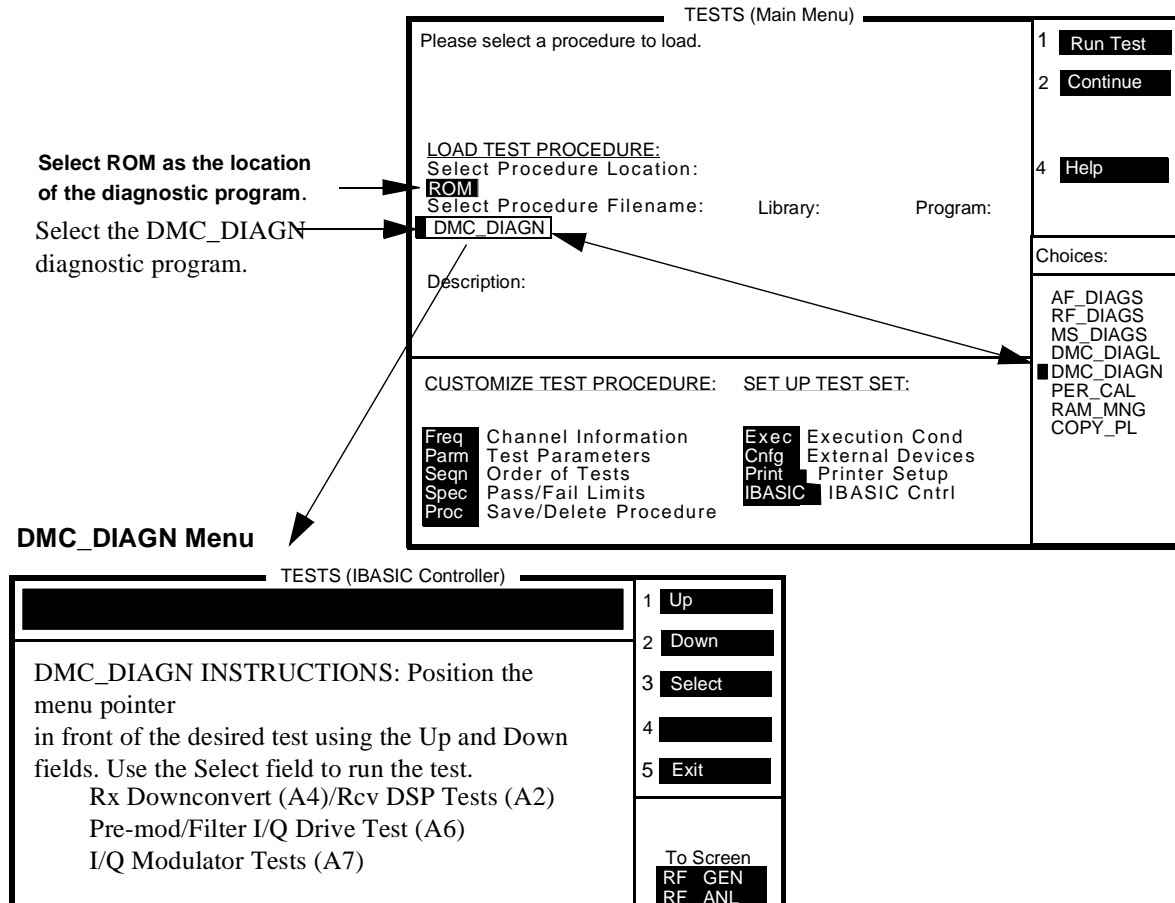 TESTS (Main Menu)
Please select a procedure to load.
1 Run Test
2 Continue
4 Help
Select ROM as the location
of the diagnostic program.
Select the DMC_DIAGN
diagnostic program.
LOAD TEST PROCEDURE:
Select Procedure Location:
ROM
Select Procedure Filename: Library: Program:
DMC_DIAGN
Description:
Choices:
AF_DIAGS
RF_DIAGS
MS_DIAGS
DMC_DIAGL
DMC_DIAGN
PER_CAL
RAM_MNG
COPY_PL
CUSTOMIZE TEST PROCEDURE: SET UP TEST SET:
Freq Channel Information Exec Execution Cond
Parm Test Parameters Cnfg External Devices
Seqn Order of Tests Print Printer Setup
Spec Pass/Fail Limits IBASIC IBASIC Cntrl
Proc Save/Delete Procedure
DMC_DIAGN Menu
TESTS (IBASIC Controller)
1 Up
2 Down
3 Select
4
5 Exit
DMC_DIAGN INSTRUCTIONS: Position the
menu pointer
in front of the desired test using the Up and Down
fields. Use the Select field to run the test.
Rx Downconvert (A4)/Rcv DSP Tests (A2)
Pre-mod/Filter I/Q Drive Test (A6)
I/Q Modulator Tests (A7)
To Screen
RF GEN
RF ANL